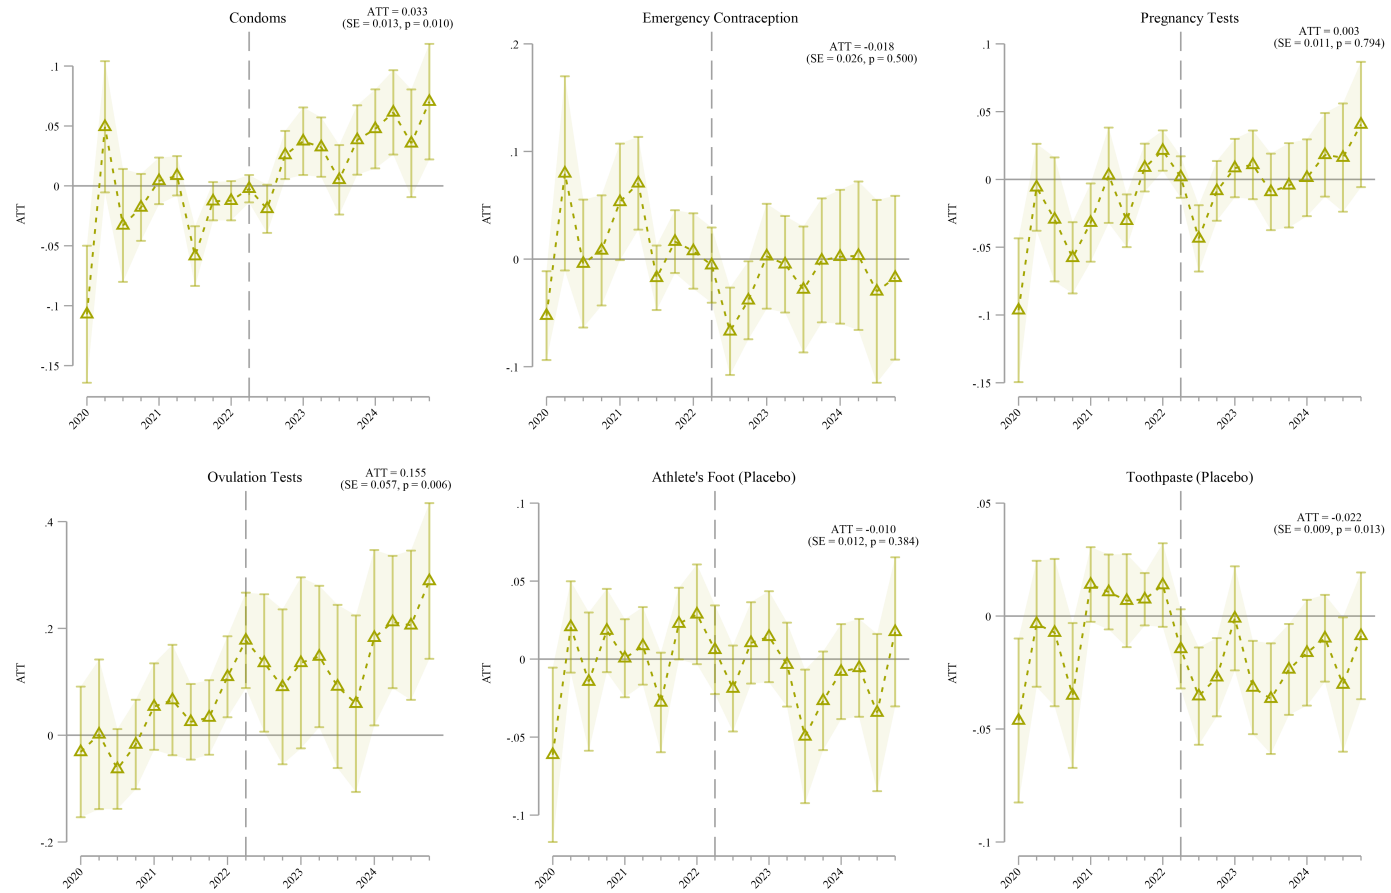 Condoms
ATT = 0.033
(SE = 0.013, p = 0.010)
ATT
.1
.05
0
-.05
-.1
-.15
2020
2021
2022
2023
2024
Emergency Contraception
ATT = -0.018
(SE = 0.026, p = 0.500)
ATT
.2
.1
0
-.1
2020
2021
2022
2023
2024
Pregnancy Tests
ATT = 0.003
(SE = 0.011, p = 0.794)
ATT
.1
.05
0
-.05
-.1
-.15
2020
2021
2022
2023
2024
Ovulation Tests
ATT = 0.155
(SE = 0.057, p = 0.006)
ATT
.4
.2
0
-.2
2020
2021
2022
2023
2024
Athlete's Foot (Placebo)
ATT = -0.010
(SE = 0.012, p = 0.384)
ATT
.1
.05
0
-.05
-.1
2020
2021
2022
2023
2024
Toothpaste (Placebo)
ATT = -0.022
(SE = 0.009, p = 0.013)
ATT
.05
0
-.05
-.1
2020
2021
2022
2023
2024